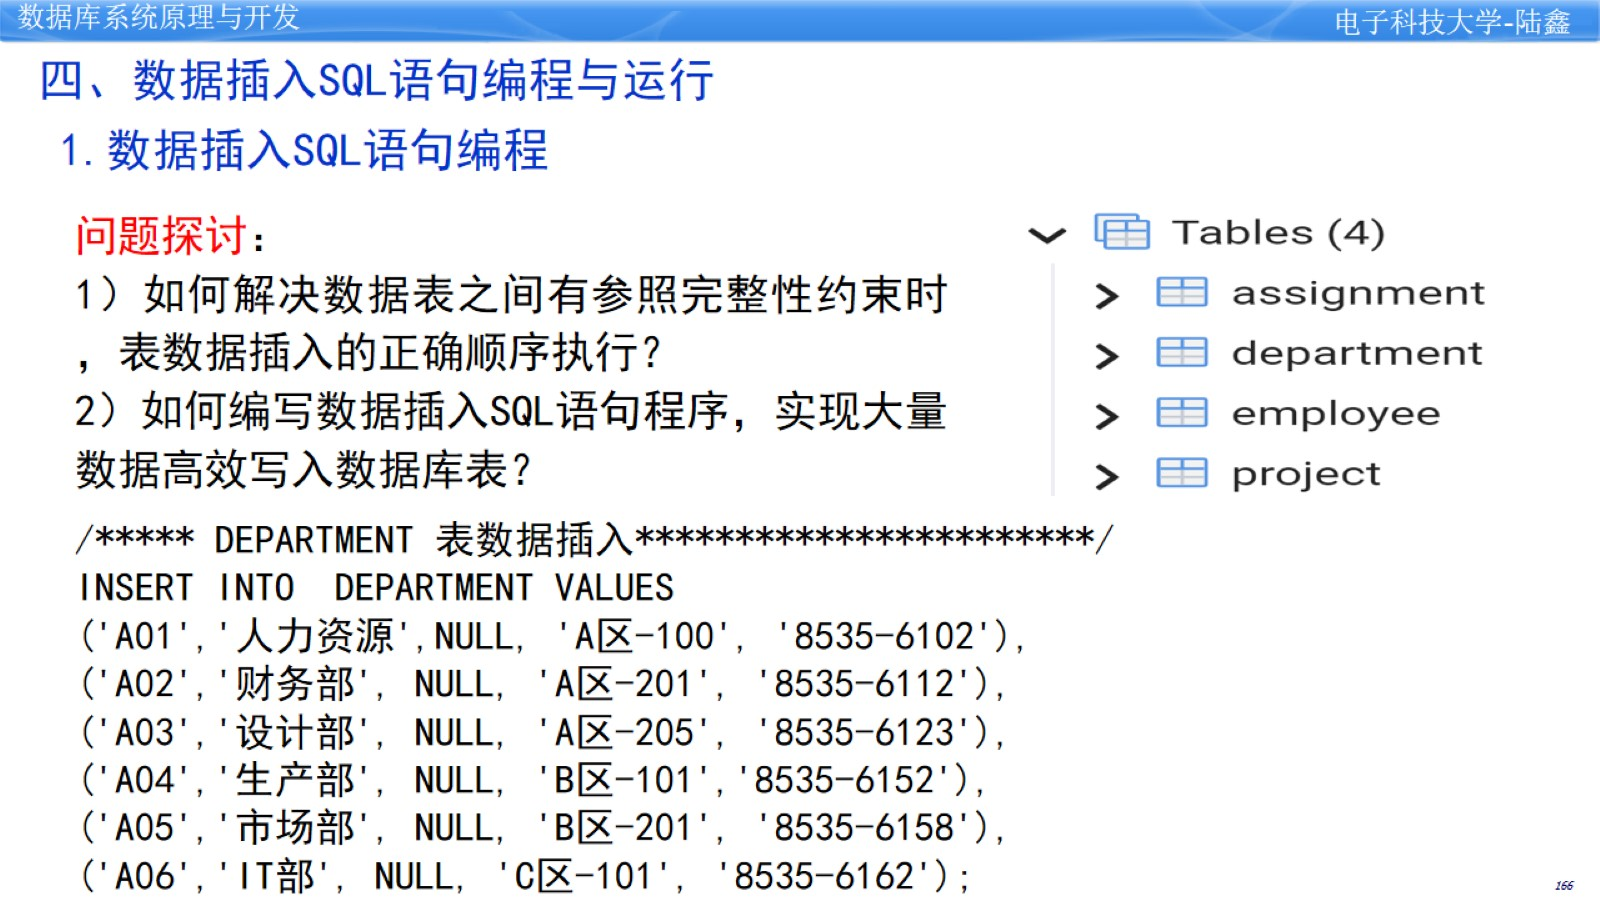 数据库系统原理与开发
电子科技大学-陆鑫
四、数据插入SQL语句编程与运行
1.数据插入SQL语句编程
问题探讨：
1）如何解决数据表之间有参照完整性约束时
，表数据插入的正确顺序执行？
2）如何编写数据插入SQL语句程序，实现大量
数据高效写入数据库表？
Tables (4)
assignment
department
employee
project
/***** DEPARTMENT 表数据插入***********************/
INSERT INTO  DEPARTMENT VALUES
('A01','人力资源',NULL, 'A区-100', '8535-6102'),
('A02','财务部', NULL, 'A区-201', '8535-6112'),
('A03','设计部', NULL, 'A区-205', '8535-6123'),
('A04','生产部', NULL, 'B区-101','8535-6152'),
('A05','市场部', NULL, 'B区-201', '8535-6158'),
('A06','IT部', NULL, 'C区-101', '8535-6162');
166